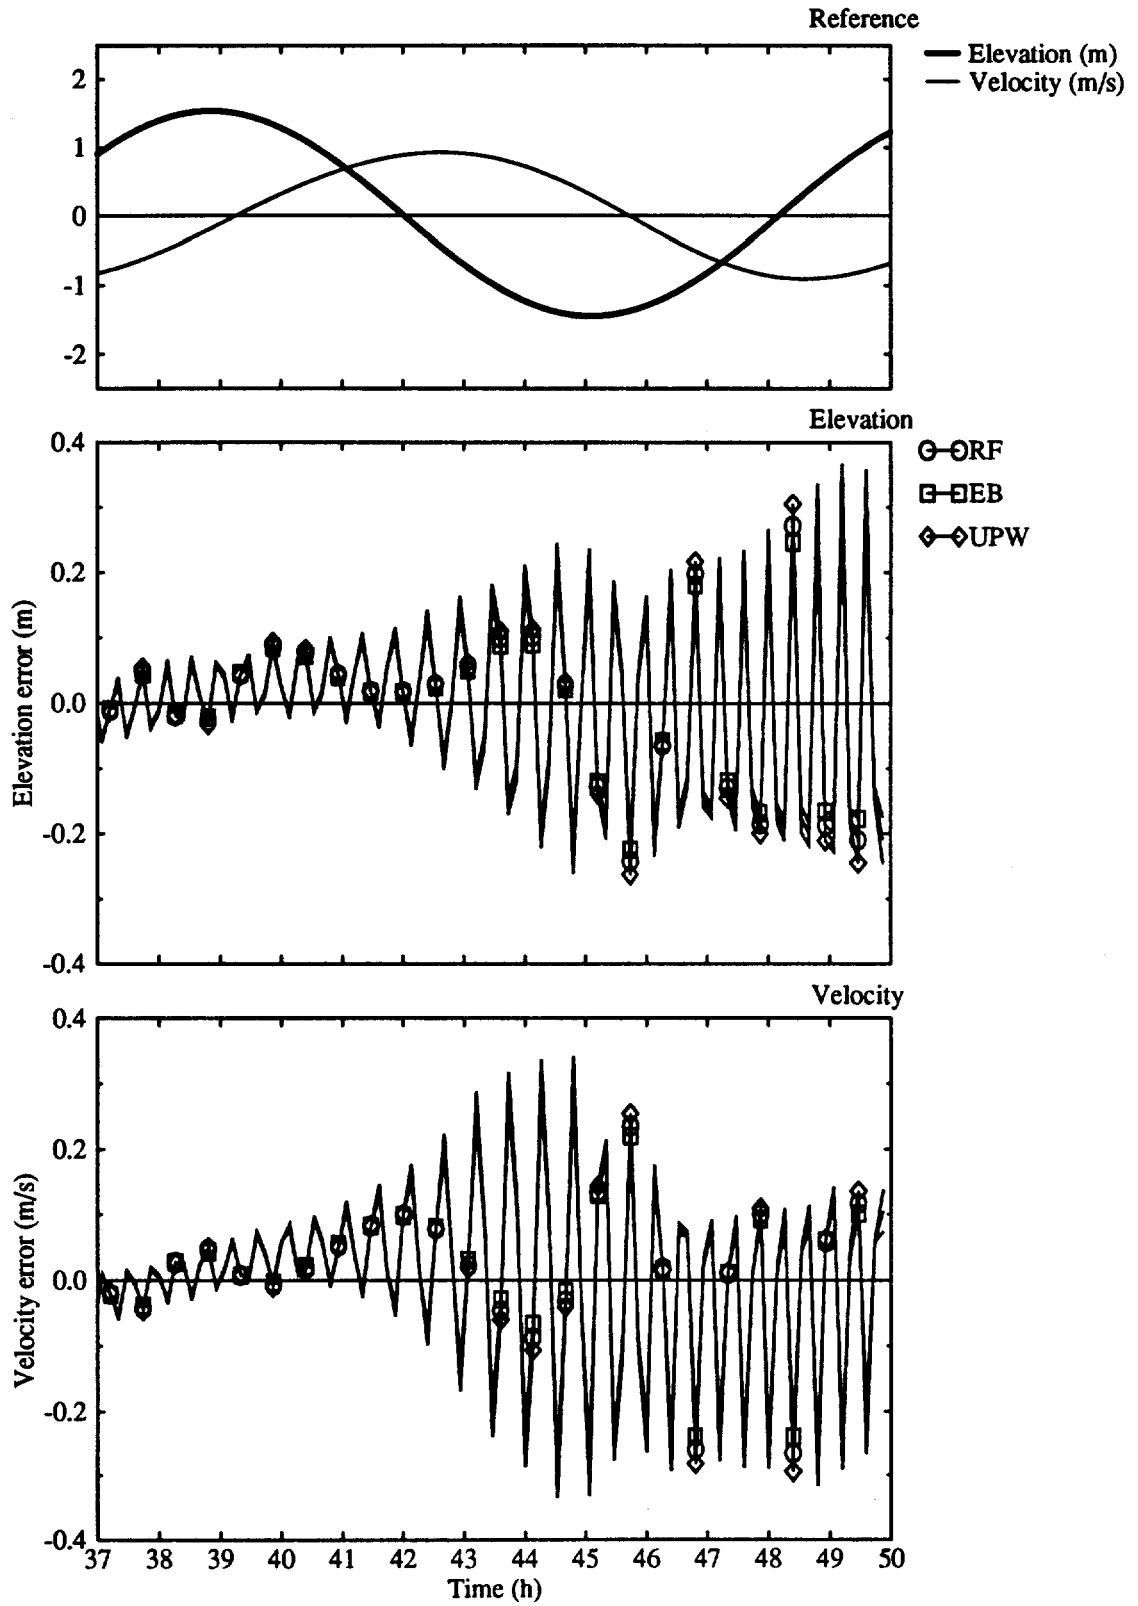 Reference
Elevation (m)
Velocity (m/s)
2
1
0
-1
-2
Elevation
RF
EB
UPW
0.4
0.2
0.0
-0.2
-0.4
Elevation error (m)
Velocity
0.4
0.2
0.0
-0.2
-0.4
Velocity error (m/s)
37 38 39 40 41 42 43 44 45 46 47 48 49 50
Time (h)